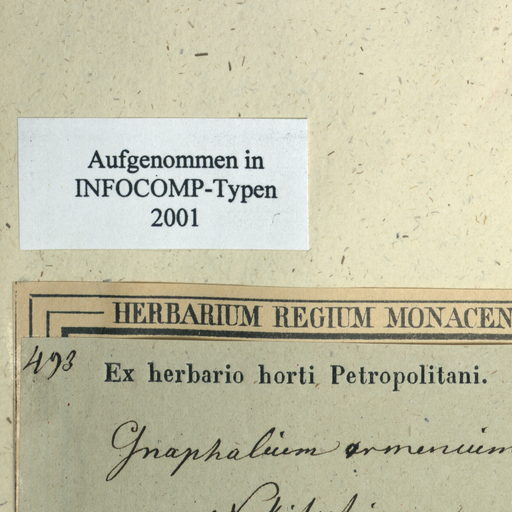 Aufgenommen in
INFOCOMP-Typen
2001
HERBARIUM REGIUM MONACEN
493
Ex herbario horti Petropolitani.
Gnaphalium armenium